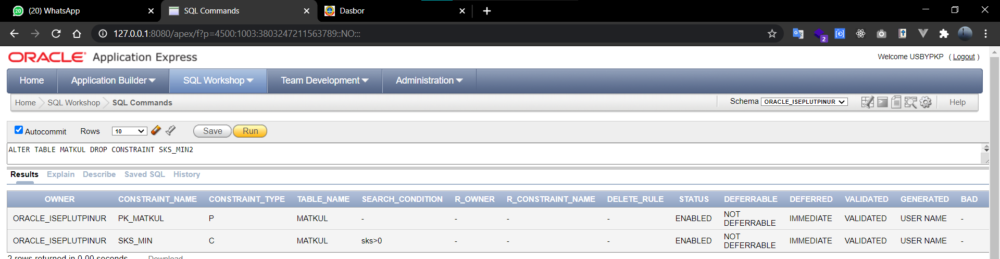 (20) WhatsApp
SQL Commands
Dasbor
127.0.0.1:8080/apex/f?p=4500:1003:3803247211563789::NO:::
2
ORACLE Application Express
Welcome USBYPKP ( Logout )
Home Application Builder SQL Workshop Team Development Administration
Home SQL Workshop SQL Commands Schema ORACLE_ISEPLUTPINUR Help
Autocommit Rows 10 Save Run
ALTER TABLE MATKUL DROP CONSTRAINT SKS_MIN2
Results Explain Describe Saved SQL History
OWNER CONSTRAINT_NAME CONSTRAINT_TYPE TABLE_NAME SEARCH_CONDITION R_OWNER R_CONSTRAINT_NAME DELETE_RULE STATUS DEFERRABLE DEFERRED VALIDATED GENERATED BAD
ORACLE_ISEPLUTPINUR PK_MATKUL P MATKUL - - - - ENABLED NOT DEFERRABLE IMMEDIATE VALIDATED USER NAME -
ORACLE_ISEPLUTPINUR SKS_MIN C MATKUL sks>0 - - - ENABLED NOT DEFERRABLE IMMEDIATE VALIDATED USER NAME -
2 rows returned in 0.00 seconds Download